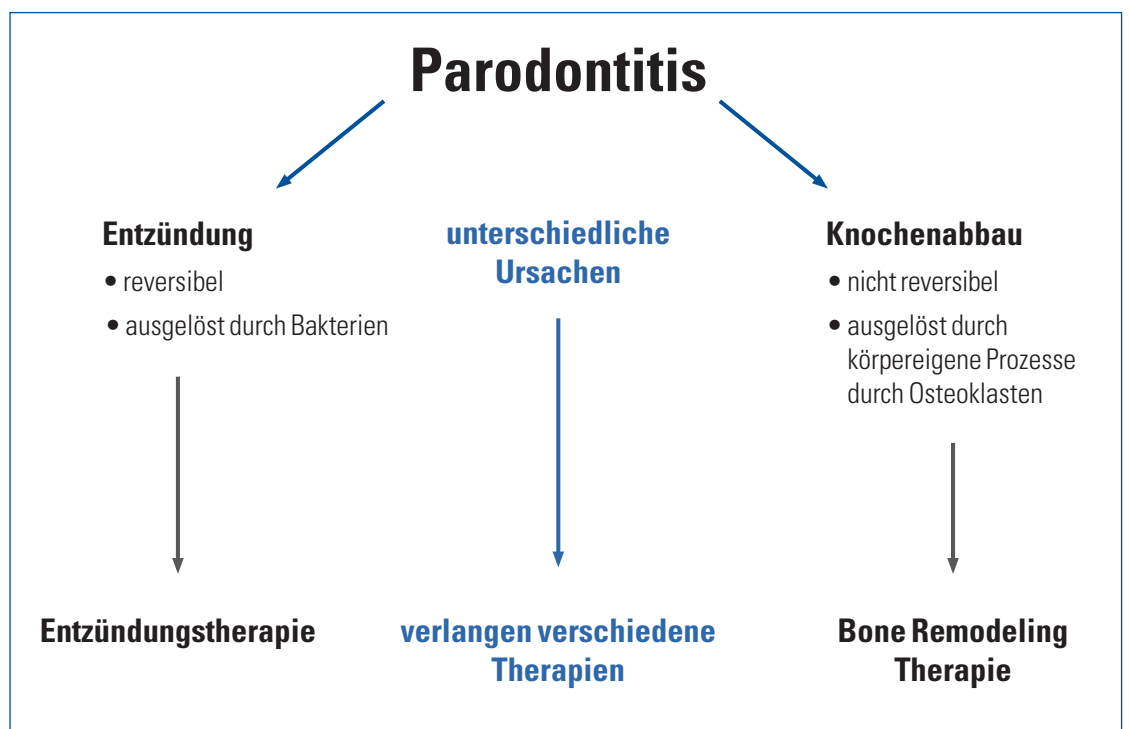 Parodontitis
Entzündung
• reversibel
• ausgelöst durch Bakterien
Entzündungstherapie
unterschiedliche
Ursachen
verlangen verschiedene
Therapien
Knochenabbau
• nicht reversibel
• ausgelöst durch
körpereigene Prozesse
durch Osteoklasten
Bone Remodeling
Therapie